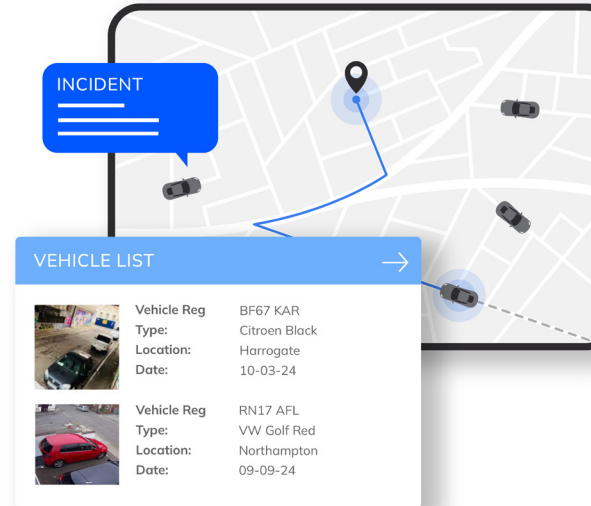 INCIDENT
VEHICLE LIST
Vehicle Reg BF67 KAR
Type: Citroen Black
Location: Harrogate
Date: 10-03-24
Vehicle Reg RN17 AFL
Type: VW Golf Red
Location: Northampton
Date: 09-09-24